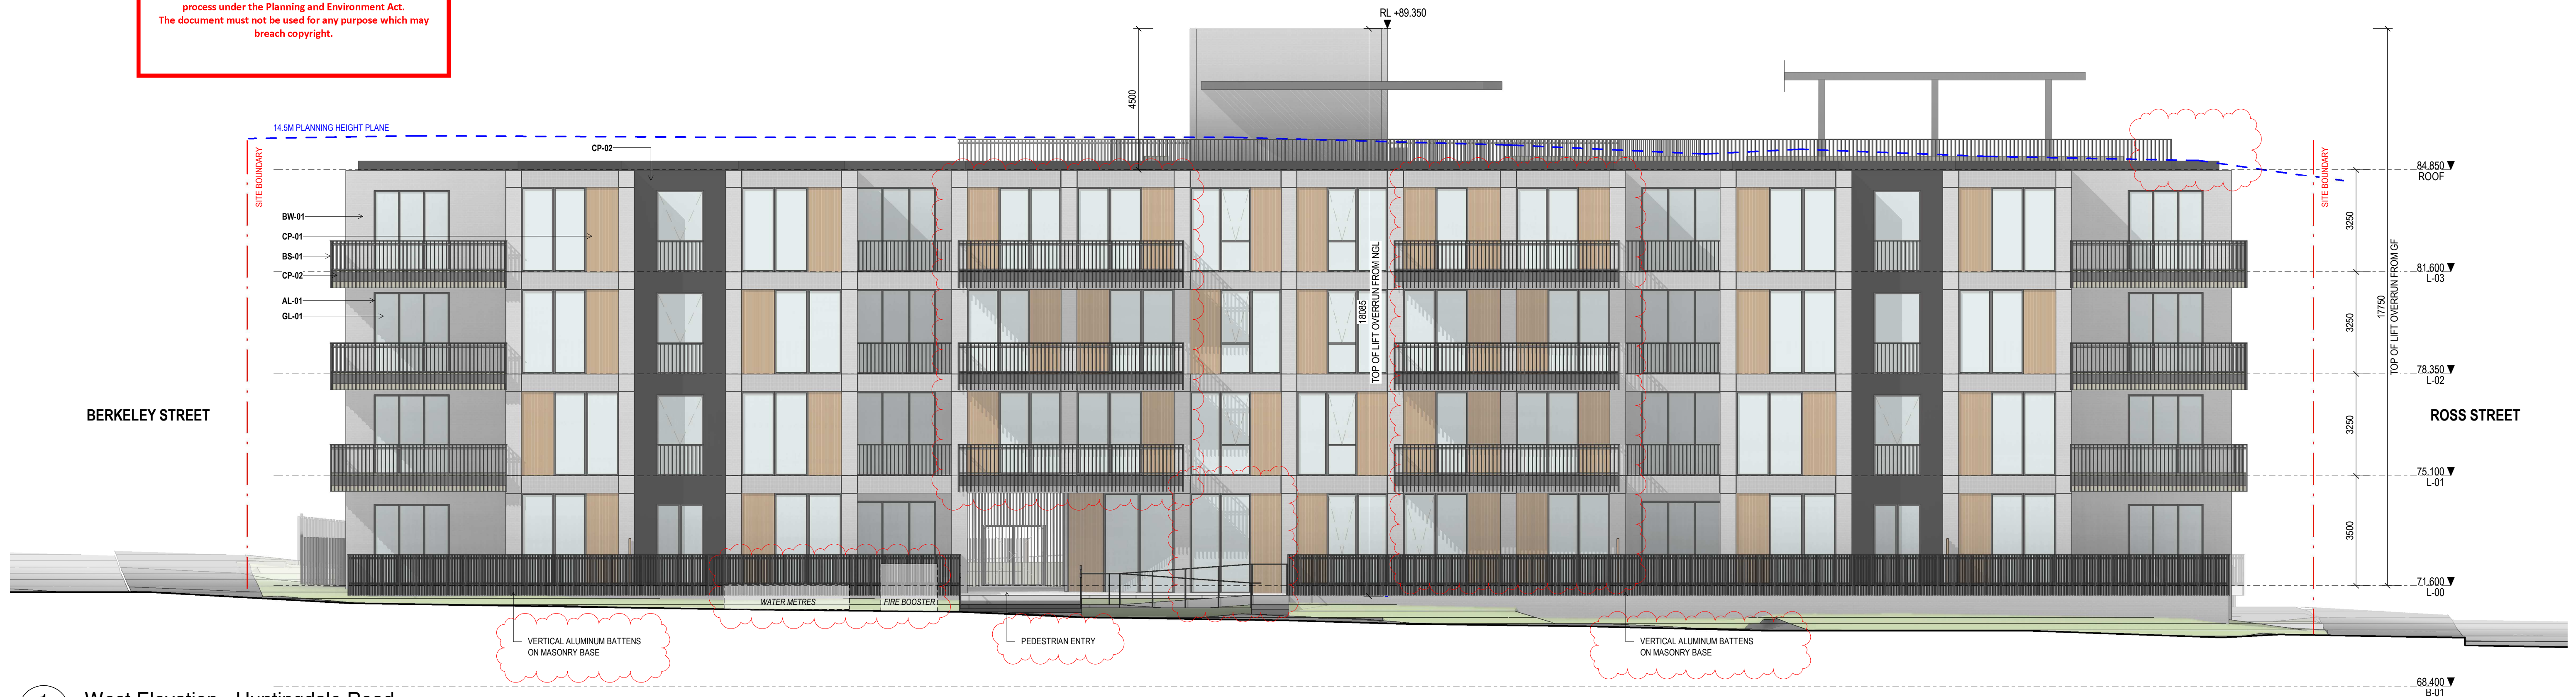 process under the Planning and Environment Act.
The document must not be used for any purpose which may
breach copyright.
RL +89.350
4500
14.5M PLANNING HEIGHT PLANE
CP-02
SITE BOUNDARY
SITE BOUNDARY
84,850
ROOF
BW-01
CP-01
BS-01
CP-02
AL-01
GL-01
3250
81,600
L-03
18085
TOP OF LIFT OVERRUN FROM NGL
17750
TOP OF LIFT OVERRUN FROM GF
3250
78,350
L-02
BERKELEY STREET
ROSS STREET
3250
75,100
L-01
3500
71,600
L-00
WATER METRES
FIRE BOOSTER
VERTICAL ALUMINUM BATTENS
ON MASONRY BASE
PEDESTRIAN ENTRY
VERTICAL ALUMINUM BATTENS
ON MASONRY BASE
68,400
B-01
1
West Elevation - Huntingdale Road